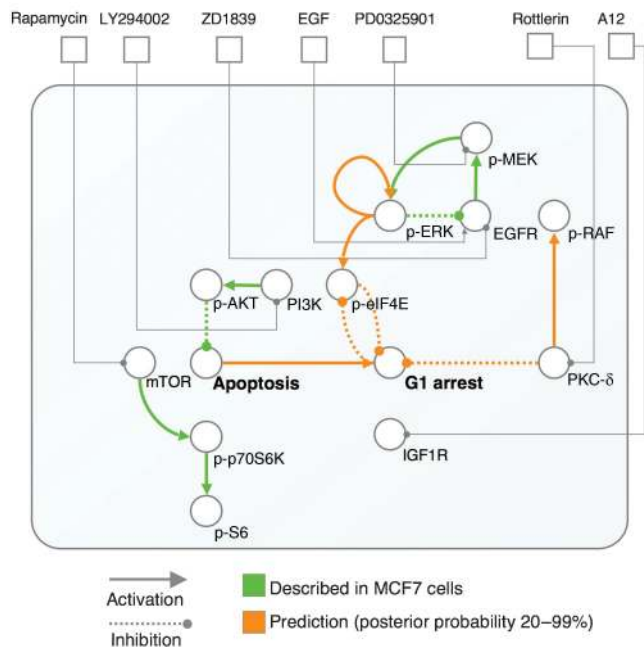 Rapamycin LY294002 ZD1839 EGF PD0325901 Rottlerin A12
p-MEK
p-ERK EGFR p-RAF
p-AKT PI3K p-eIF4E
mTOR Apoptosis G1 arrest PKC-δ
p-p70S6K IGF1R
p-S6
Activation Described in MCF7 cells
Inhibition Prediction (posterior probability 20–99%)